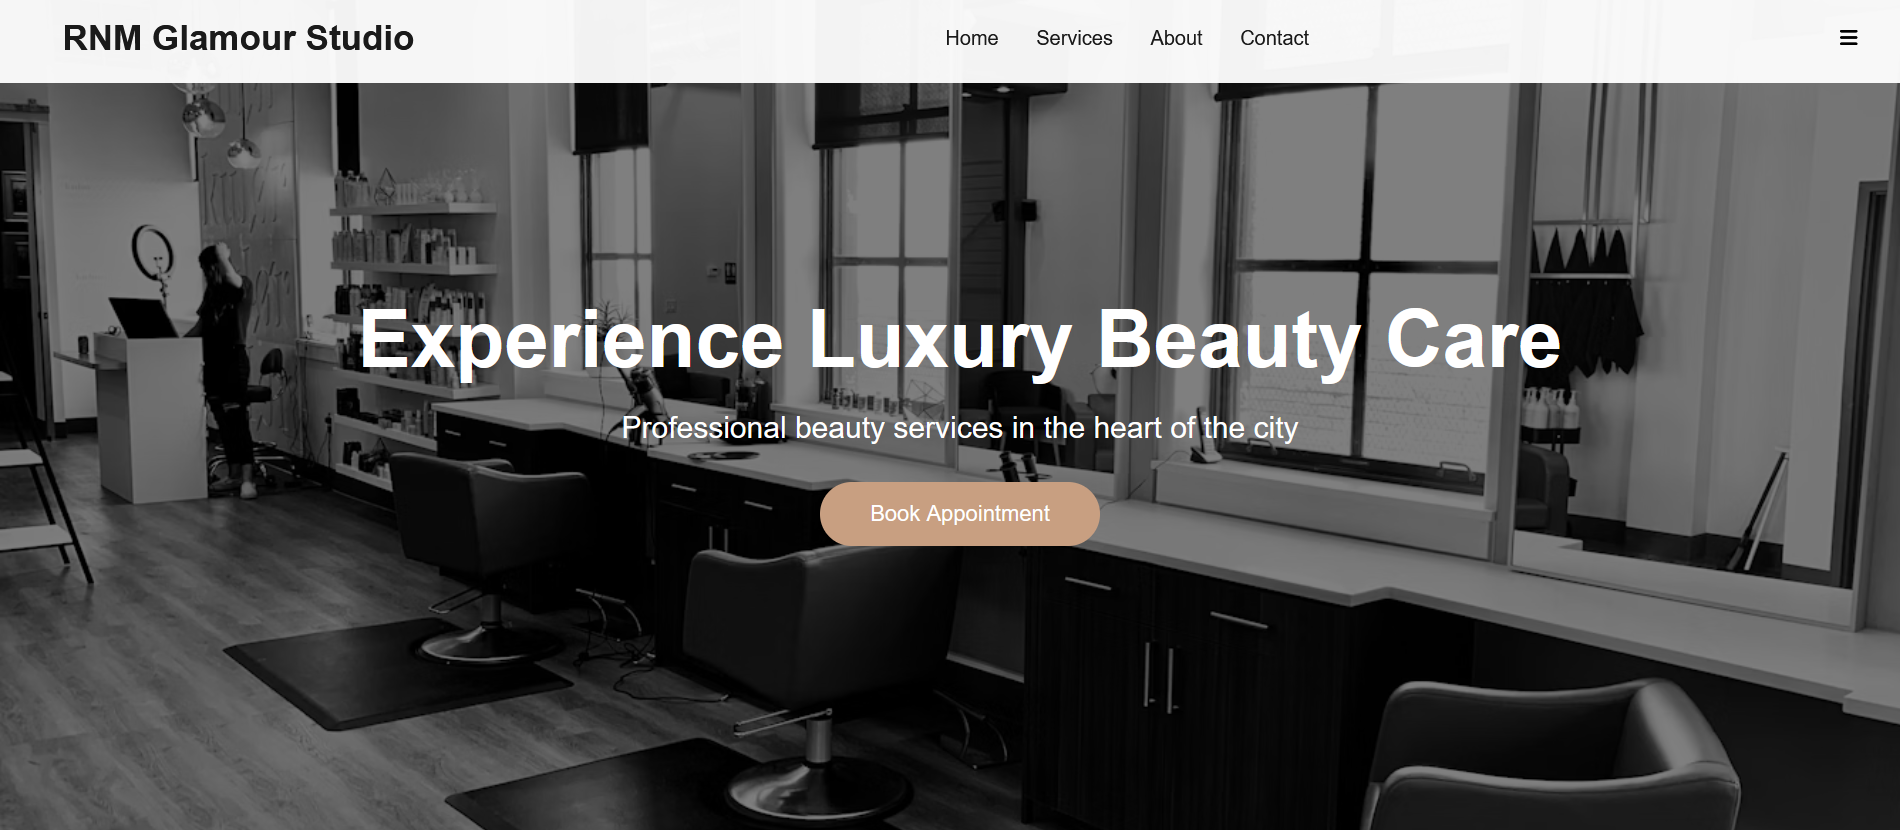 RNM Glamour Studio
Home Services About Contact
Experience Luxury Beauty Care
Professional beauty services in the heart of the city
Book Appointment